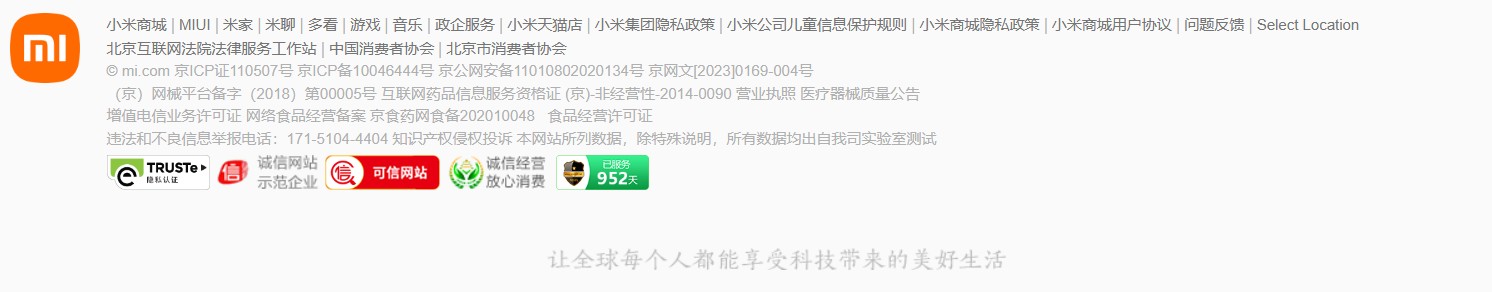 小米商城 | MIUI | 米家 | 米聊 | 多看 | 游戏 | 音乐 | 政企服务 | 小米天猫店 | 小米集团隐私政策 | 小米公司儿童信息保护规则 | 小米商城隐私政策 | 小米商城用户协议 | 问题反馈 | Select Location
mi
北京互联网法院法律服务工作站 | 中国消费者协会 | 北京市消费者协会
© mi.com 京ICP证110507号 京ICP备10046444号 京公网安备11010802020134号 京网文[2023]0169-004号
（京）网械平台备字（2018）第00005号 互联网药品信息服务资格证 (京)-非经营性-2014-0090 营业执照 医疗器械质量公告
增值电信业务许可证 网络食品经营备案 京食药网食备202010048 食品经营许可证
违法和不良信息举报电话：171-5104-4404 知识产权侵权投诉 本网站所列数据，除特殊说明，所有数据均出自我司实验室测试
TRUSTe
隐私认证
信
诚信网站
示范企业
信 可信网站
诚信经营
放心消费
已服务
952天
让全球每个人都能享受科技带来的美好生活